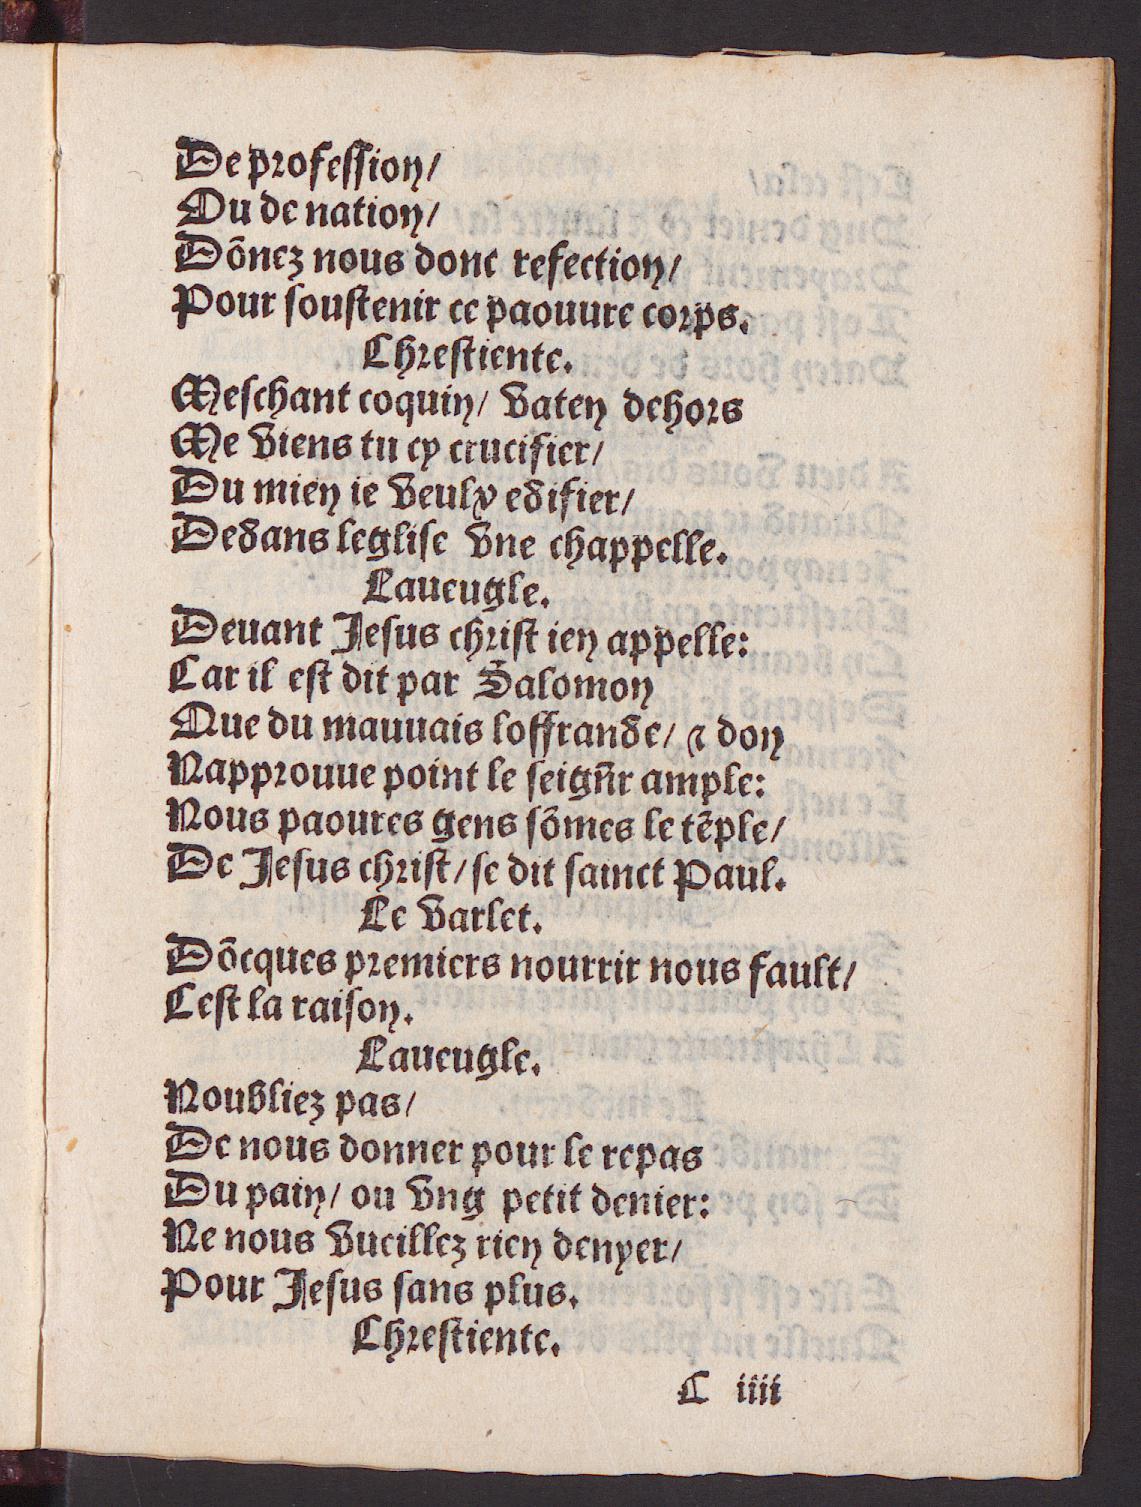 De profession/
Ou de nation/
Dōnez nous donc refection/
Pour souſtenir ce paouure corps.
Chreſtiente.
Meſchant coquin/ Vaten dehors
Me Viens tu cy crucifier/
Du mien ie Veulx edifier/
Dedans legliſe Vne chappelle.
Laueugle.
Deuant Jeſus chriſt ien appelle:
Car il eſt dit par Salomon
Que du mauuais loffrande/ ⁊ don
Napprouue point le ſeign̄r ample:
Nous paoures gens ſōmes le tēple/
De Jeſus chriſt/ ſe dit ſainct Paul.
Le Varlet.
Dōcques premiers nourrir nous fault/
Ceſt la raiſon.
Laueugle.
Noubliez pas/
De nous donner pour le repas
Du pain/ ou Vng petit denier:
Ne nous Vueillez rien denyer/
Pour Jeſus ſans plus.
Chreſtiente.
C iiii